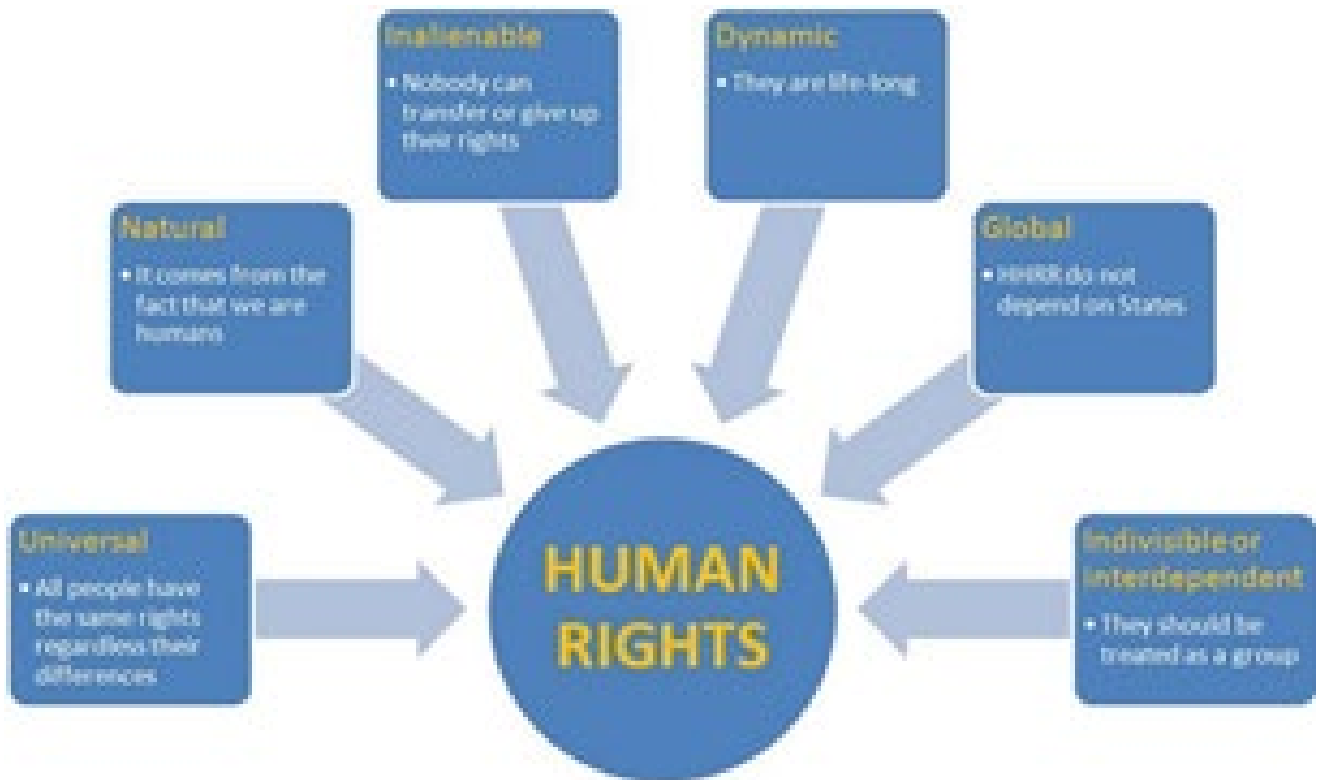 Inalienable
▪ Nobody can
transfer or give up
their rights
Dynamic
▪ They are life-long
Natural
▪ It comes from the
fact that we are
humans
Global
▪ HHRR do not
depend on States
Universal
▪ All people have
the same rights
regardless their
differences
HUMAN
RIGHTS
Indivisible or
interdependent
▪ They should be
treated as a group